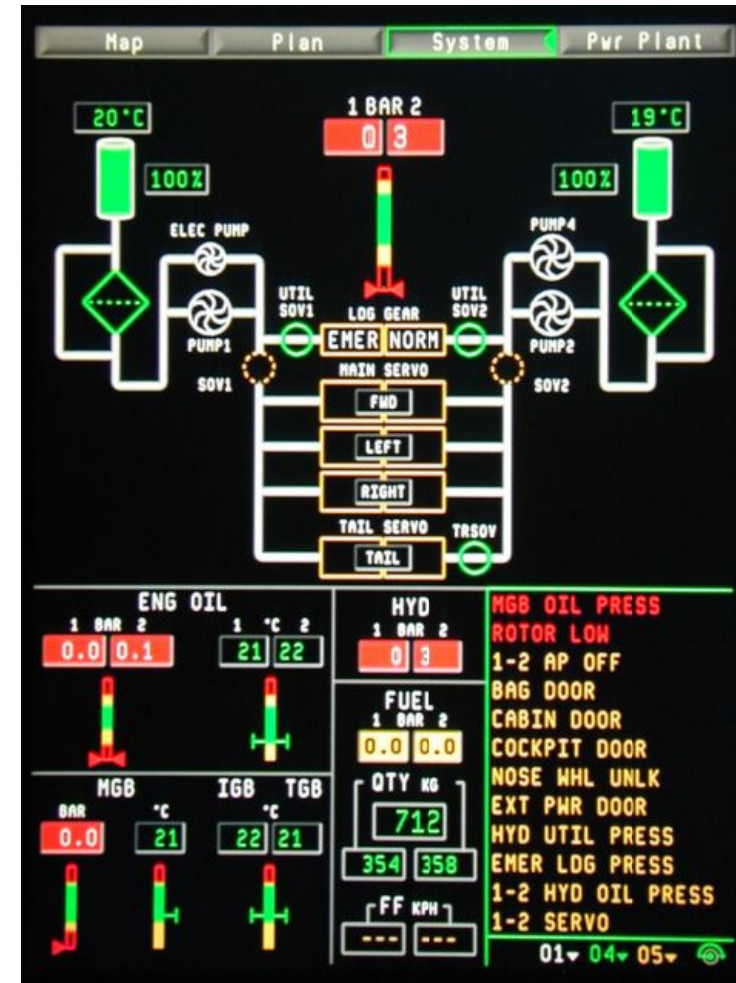 Map Plan System Pwr Plant
20°C 1 BAR 2 19°C
0 3
100% 100%
ELEC PUMP PUMP4
UTIL SOV1 LDG GEAR UTIL SOV2
EMER NORM
PUMP1 PUMP2
MAIN SERVO
SOV1 SOV2
FWD
LEFT
RIGHT
TAIL SERVO TRSOV
TAIL
ENG OIL
1 BAR 2 1 °C 2
0.0 0.1 21 22
MGB IGB TGB
BAR °C °C
0.0 21 22 21
HYD
1 BAR 2
0 3
FUEL
1 BAR 2
0.0 0.0
QTY KG
712
354 358
FF KPH
--- ---
MGB OIL PRESS
ROTOR LOW
1-2 AP OFF
BAG DOOR
CABIN DOOR
COCKPIT DOOR
NOSE WHL UNLK
EXT PWR DOOR
HYD UTIL PRESS
EMER LDG PRESS
1-2 HYD OIL PRESS
1-2 SERVO
01 04 05